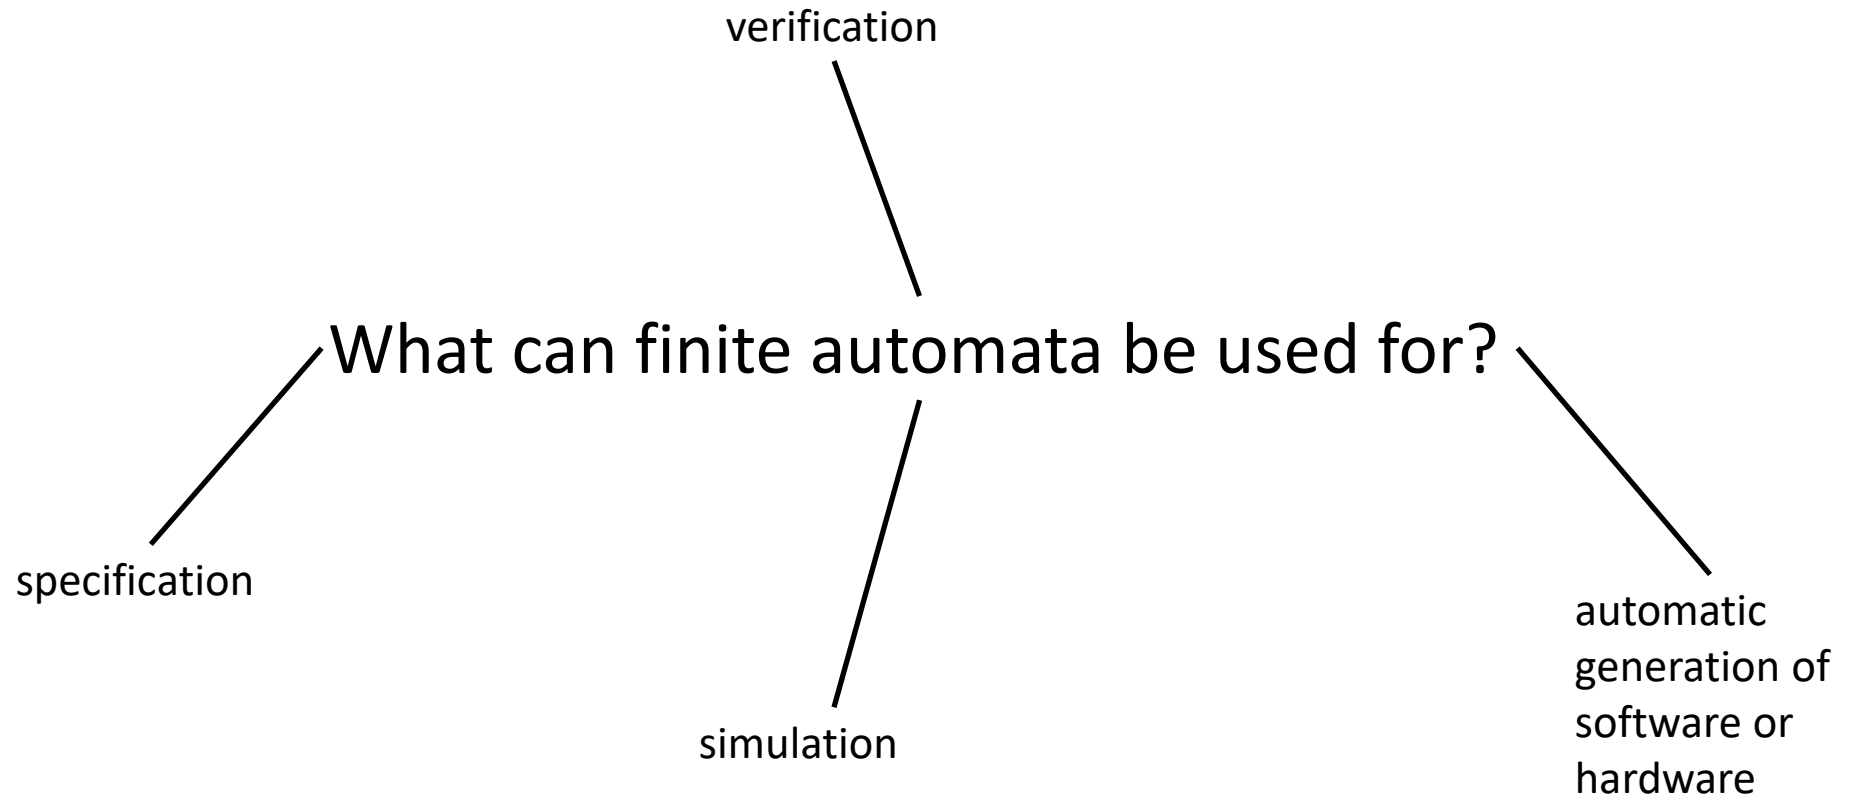 verification
What can finite automata be used for?
specification
simulation
automatic
generation of
software or
hardware